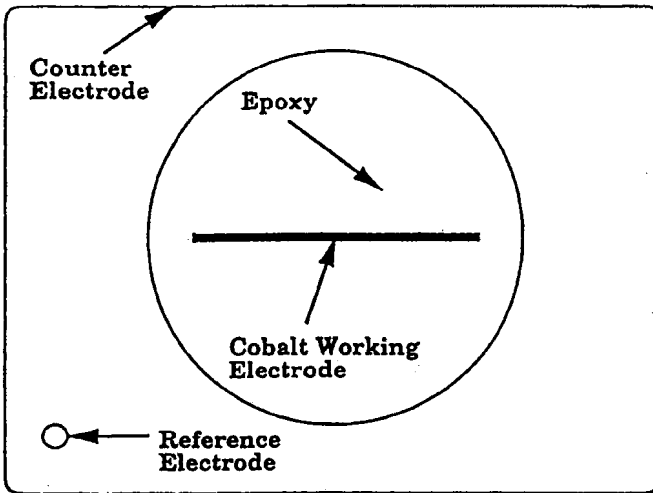 Counter
Electrode
Epoxy
Cobalt Working
Electrode
Reference
Electrode